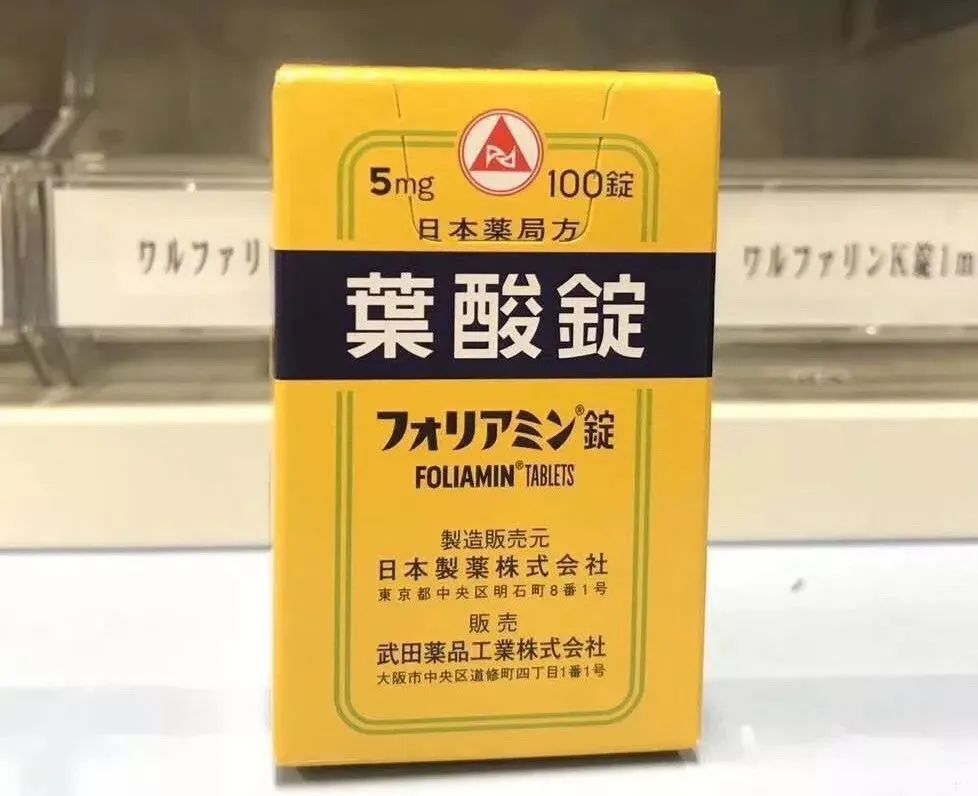 5mg 100錠
日本薬局方
ワルファリ
ワルファリンK錠1m
葉酸錠
フォリアミン®錠
FOLIAMIN® TABLETS
製造販売元
日本製薬株式会社
東京都中央区明石町8番1号
販売
武田薬品工業株式会社
大阪市中央区道修町四丁目1番1号